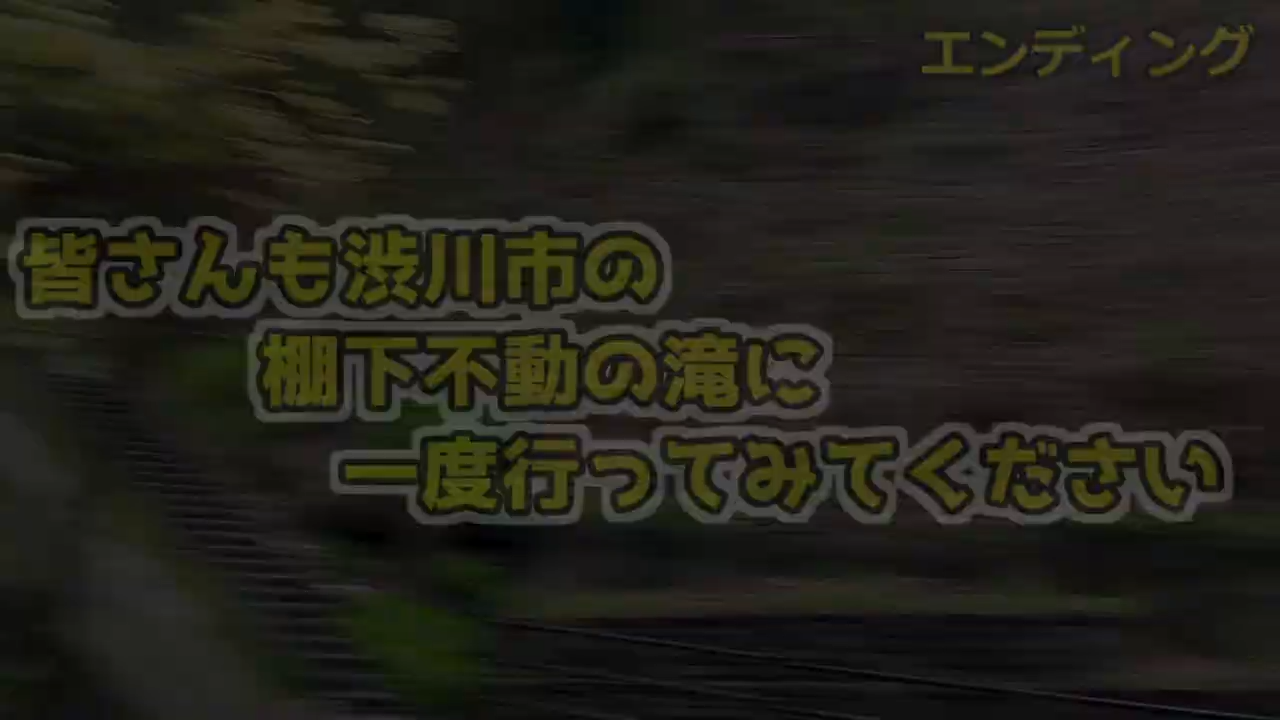 エンディング
皆さんも渋川市の
棚下不動の滝に
一度行ってみてください